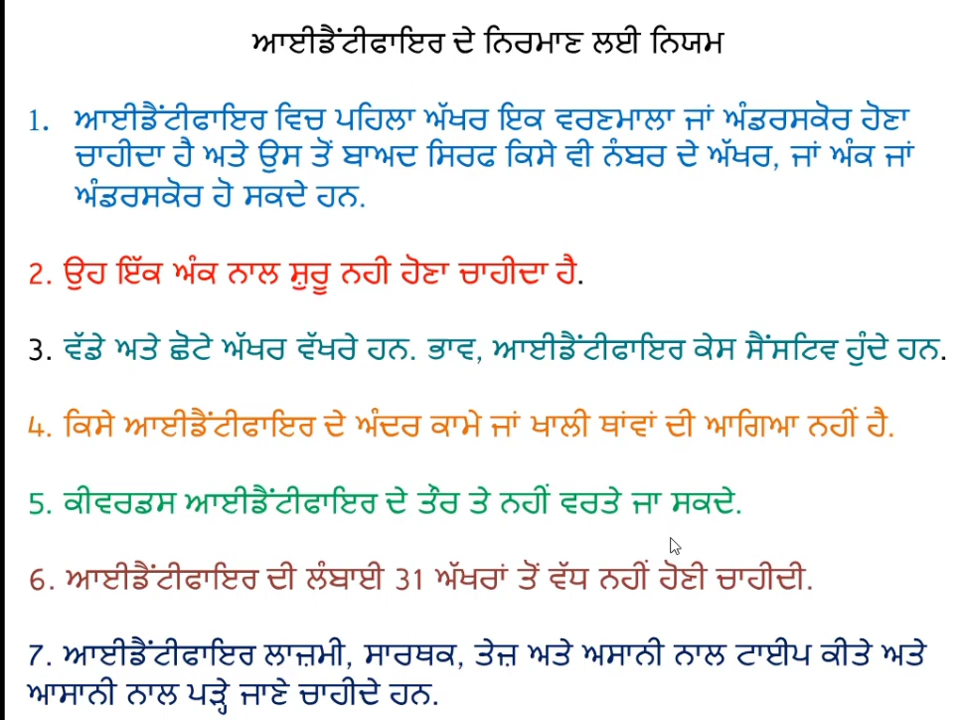 ਆਈਡੈਂਟੀਫਾਇਰ ਦੇ ਨਿਰਮਾਣ ਲਈ ਨਿਯਮ
1. ਆਈਡੈਂਟੀਫਾਇਰ ਵਿਚ ਪਹਿਲਾ ਅੱਖਰ ਇਕ ਵਰਣਮਾਲਾ ਜਾਂ ਅੰਡਰਸਕੋਰ ਹੋਣਾ
ਚਾਹੀਦਾ ਹੈ ਅਤੇ ਉਸ ਤੋਂ ਬਾਅਦ ਸਿਰਫ ਕਿਸੇ ਵੀ ਨੰਬਰ ਦੇ ਅੱਖਰ, ਜਾਂ ਅੰਕ ਜਾਂ
ਅੰਡਰਸਕੋਰ ਹੋ ਸਕਦੇ ਹਨ.
2. ਉਹ ਇੱਕ ਅੰਕ ਨਾਲ ਸ਼ੁਰੂ ਨਹੀ ਹੋਣਾ ਚਾਹੀਦਾ ਹੈ.
3. ਵੱਡੇ ਅਤੇ ਛੋਟੇ ਅੱਖਰ ਵੱਖਰੇ ਹਨ. ਭਾਵ, ਆਈਡੈਂਟੀਫਾਇਰ ਕੇਸ ਸੈਂਸਟਿਵ ਹੁੰਦੇ ਹਨ.
4. ਕਿਸੇ ਆਈਡੈਂਟੀਫਾਇਰ ਦੇ ਅੰਦਰ ਕਾਮੇ ਜਾਂ ਖਾਲੀ ਥਾਂਵਾਂ ਦੀ ਆਗਿਆ ਨਹੀਂ ਹੈ.
5. ਕੀਵਰਡਸ ਆਈਡੈਂਟੀਫਾਇਰ ਦੇ ਤੌਰ ਤੇ ਨਹੀਂ ਵਰਤੇ ਜਾ ਸਕਦੇ.
6. ਆਈਡੈਂਟੀਫਾਇਰ ਦੀ ਲੰਬਾਈ 31 ਅੱਖਰਾਂ ਤੋਂ ਵੱਧ ਨਹੀਂ ਹੋਣੀ ਚਾਹੀਦੀ.
7. ਆਈਡੈਂਟੀਫਾਇਰ ਲਾਜ਼ਮੀ, ਸਾਰਥਕ, ਤੇਜ਼ ਅਤੇ ਅਸਾਨੀ ਨਾਲ ਟਾਈਪ ਕੀਤੇ ਅਤੇ
ਆਸਾਨੀ ਨਾਲ ਪੜ੍ਹੇ ਜਾਣੇ ਚਾਹੀਦੇ ਹਨ.